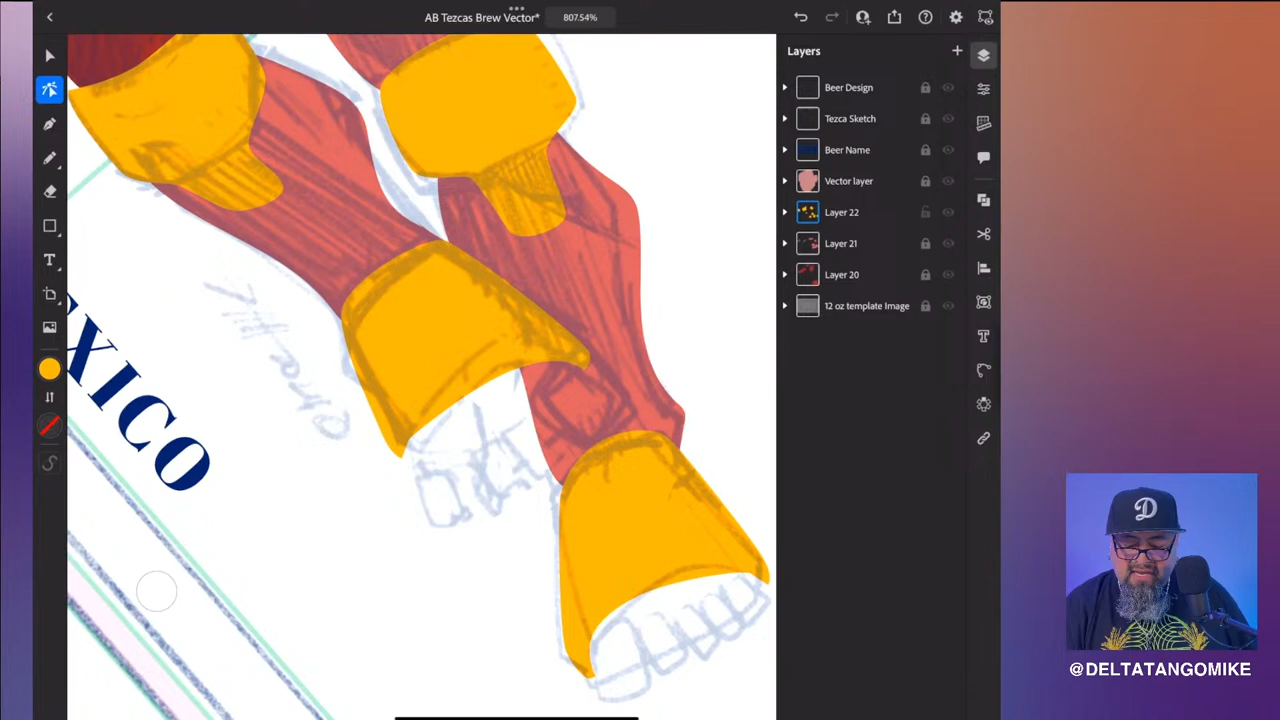 AB Tezcas Brew Vector*
807.54%
Layers
Beer Design
Tezca Sketch
Beer Name
Vector layer
Layer 22
Layer 21
Layer 20
12 oz template Image
EXICO
D
@DELTATANGOMIKE